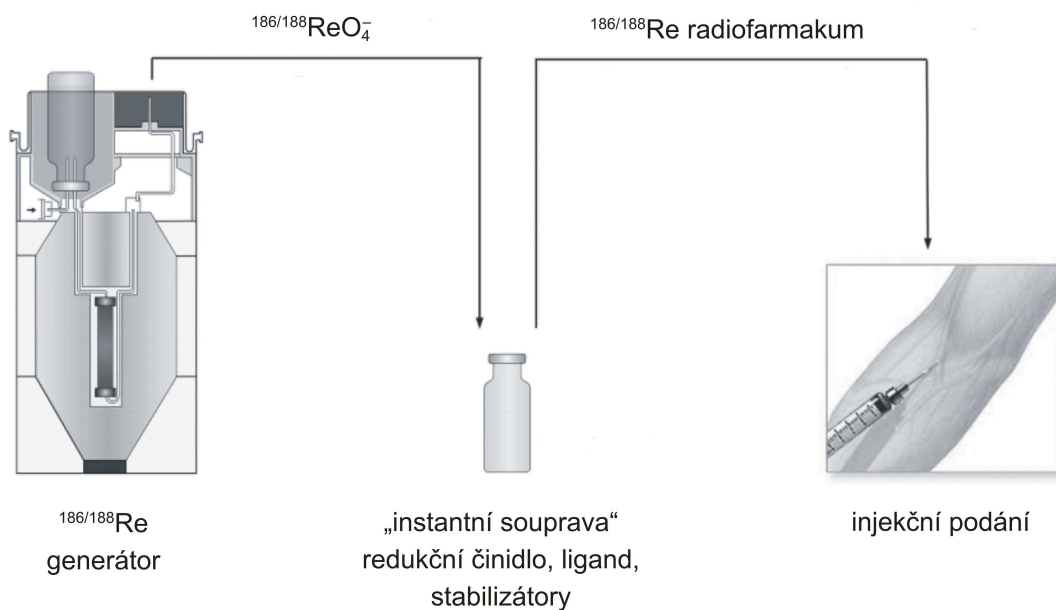 186/188ReO4−
186/188Re radiofarmakum
186/188Re
generátor
„instantní souprava“
redukční činidlo, ligand,
stabilizátory
injekční podání